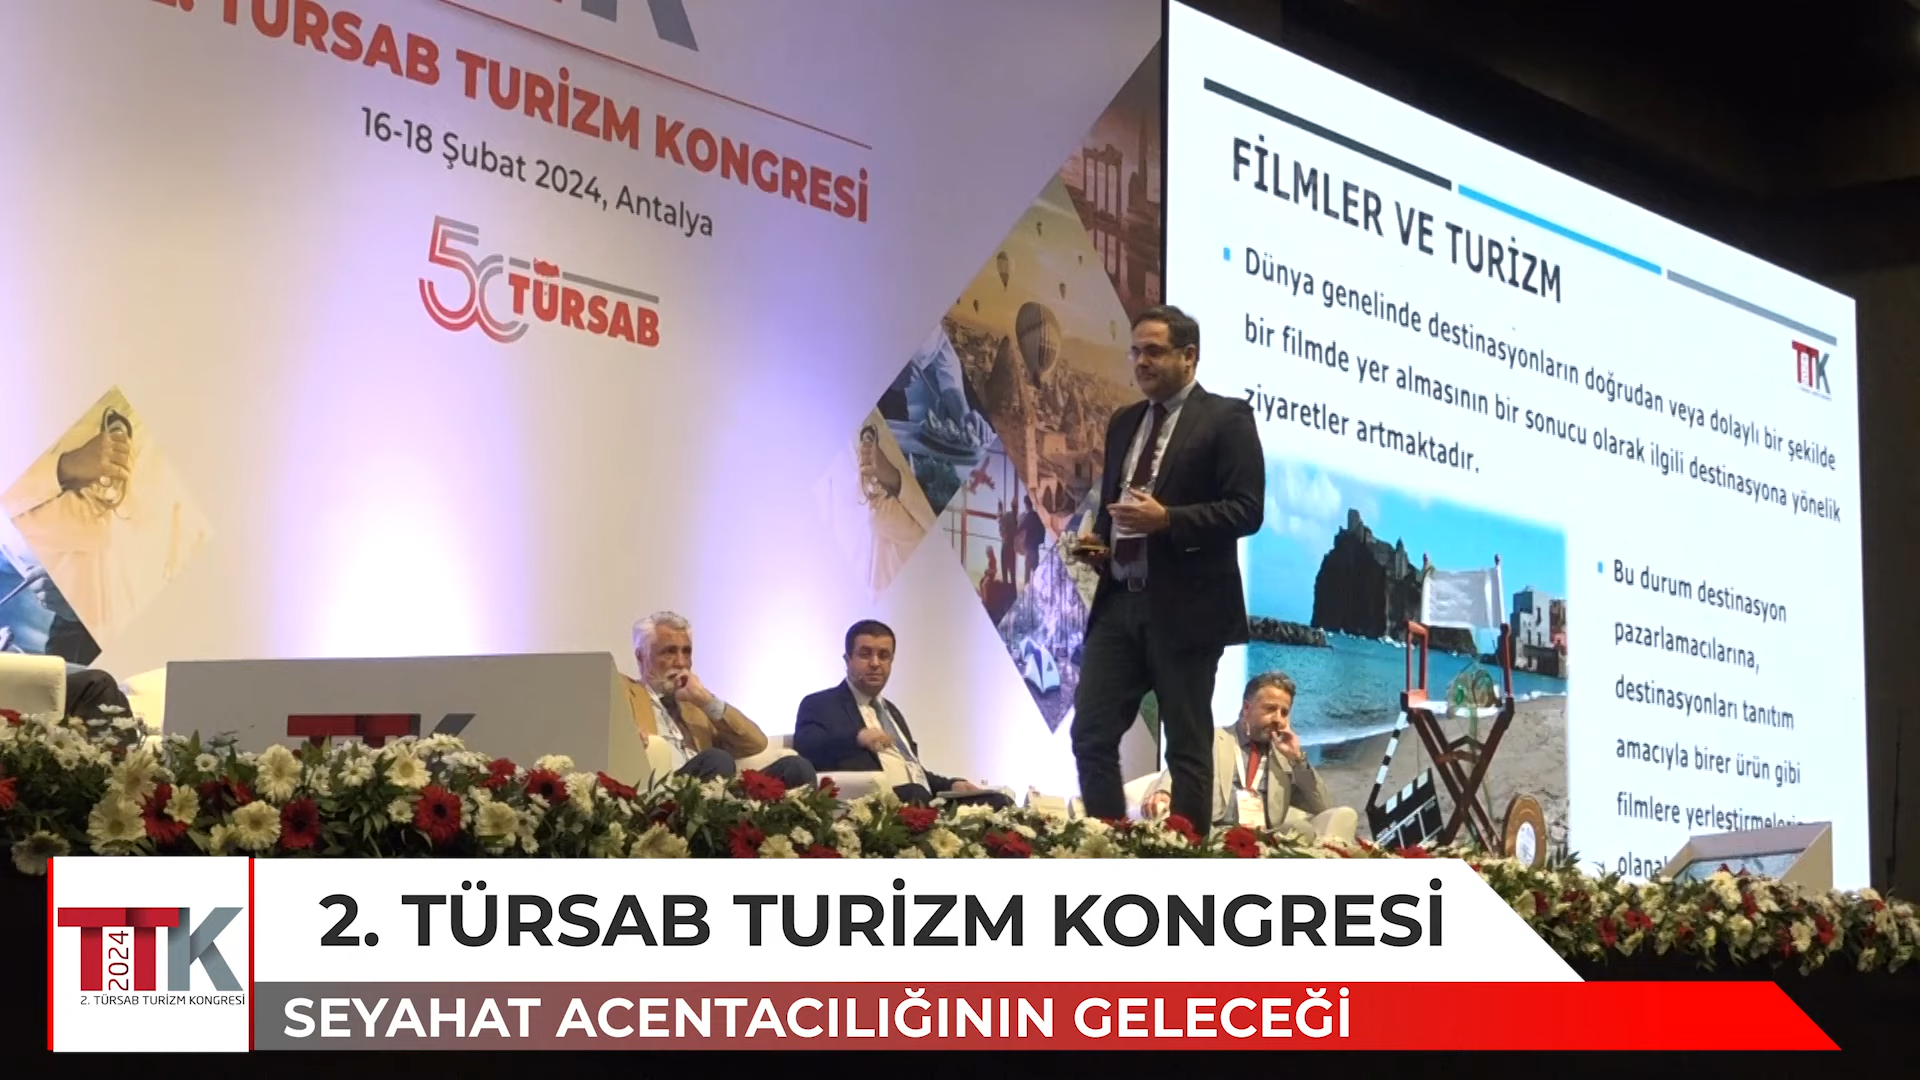 2. TÜRSAB TURİZM KONGRESİ
16-18 Şubat 2024, Antalya
50 TÜRSAB
FİLMLER VE TURİZM
Dünya genelinde destinasyonların doğrudan veya dolaylı bir şekilde
bir filmde yer almasının bir sonucu olarak ilgili destinasyona yönelik
ziyaretler artmaktadır.
TTK
Bu durum destinasyon
pazarlamacılarına,
destinasyonları tanıtım
amacıyla birer ürün gibi
filmlere
TTK
2. TÜRSAB TURİZM KONGRESİ
SEYAHAT ACENTACILIĞININ GELECEĞİ
TTK
2024
2. TÜRSAB TURİZM KONGRESİ